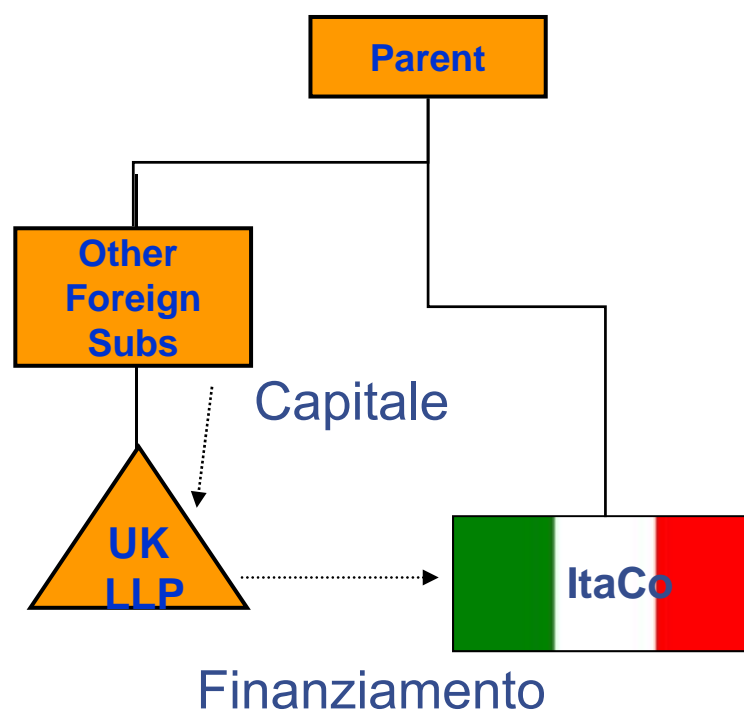 Parent
Other
Foreign
Subs
Capitale
UK
LLP
ItaCo
Finanziamento